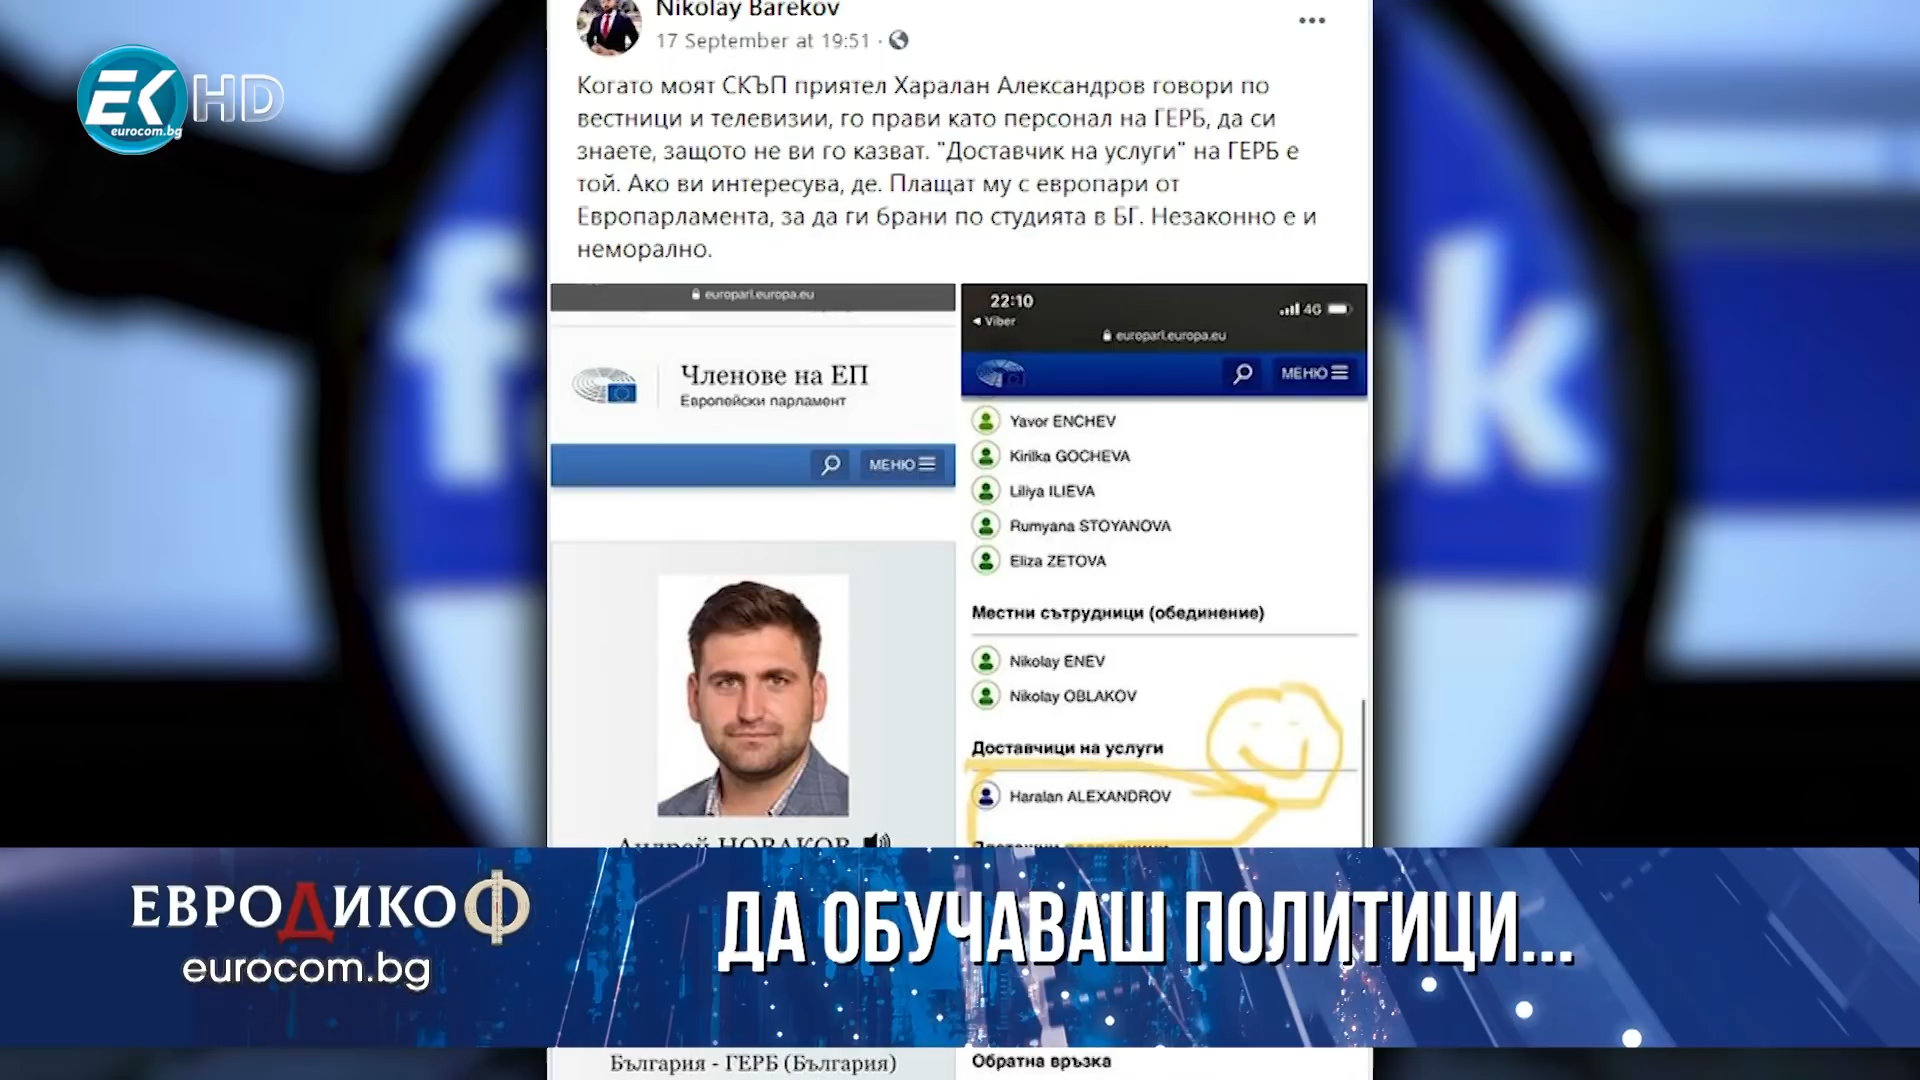 Nikolay Barekov
17 September at 19:51 ·
Когато моят СКЪП приятел Харалан Александров говори по
вестници и телевизии, го прави като персонал на ГЕРБ, да си
знаете, защото не ви го казват. "Доставчик на услуги" на ГЕРБ е
той. Ако ви интересува, де. Плащат му с европари от
Европарламента, за да ги брани по студията в БГ. Незаконно е и
неморално.
EK HD
eurocom.bg
europarl.europa.eu
Членове на ЕП
Европейски парламент
МЕНЮ
Андрей НОВАКОВ
България - ГЕРБ (България)
22:10
4G
Viber
europarl.europa.eu
МЕНЮ
Yavor ENCHEV
Kirilka GOCHEVA
Liliya ILIEVA
Rumyana STOYANOVA
Eliza ZETOVA
Местни сътрудници (обединение)
Nikolay ENEV
Nikolay OBLAKOV
Доставчици на услуги
Haralan ALEXANDROV
Обратна връзка
f
ok
ЕВРОДИКОФ
eurocom.bg
ДА ОБУЧАВАШ ПОЛИТИЦИ...